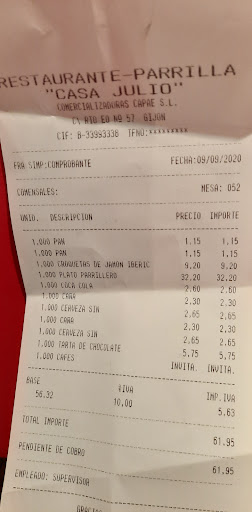 RESTAURANTE-PARRILLA
"CASA JULIO"
COMERCIALIZADORAS CAPAE S.L.
C\ RIO EO Nº 57 GIJON
CIF: B-33993338 TFNO:*********
FRA SIMP:COMPROBANTE FECHA:09/09/2020
COMENSALES: MESA: 052
UNID. DESCRIPCION PRECIO IMPORTE
1.000 PAN 1,15 1,15
1.000 PAN 1,15 1,15
1.000 CROQUETAS DE JAMON IBERIC 9,20 9,20
1.000 PLATO PARRILLERO 32,20 32,20
1.000 COCA COLA 2,60 2,60
1.000 CAÑA 2,30 2,30
1.000 CERVEZA SIN 2,65 2,65
1.000 CAÑA 2,30 2,30
1.000 CERVEZA SIN 2,65 2,65
1.000 TARTA DE CHOCOLATE 5,75 5,75
1.000 CAFES INVITA. INVITA.
BASE %IVA IMP.IVA
56,32 10,00 5,63
TOTAL IMPORTE 61,95
PENDIENTE DE COBRO 61,95
EMPLEADO: SUPERVISOR